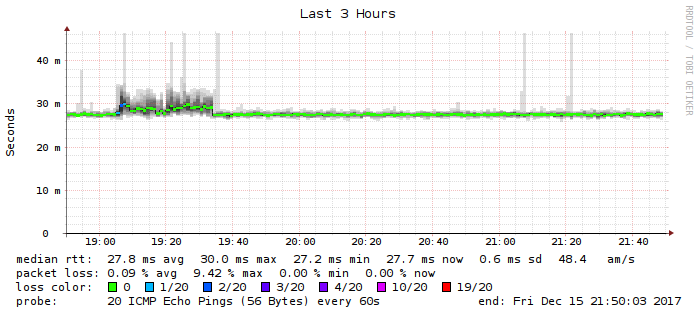 Last 3 Hours
RRDTOOL / TOBI OETIKER
Seconds
40 m
30 m
20 m
10 m
0
19:00 19:20 19:40 20:00 20:20 20:40 21:00 21:20 21:40
median rtt: 27.8 ms avg 30.0 ms max 27.2 ms min 27.7 ms now 0.6 ms sd 48.4 am/s
packet loss: 0.09 % avg 9.42 % max 0.00 % min 0.00 % now
loss color: 0 1/20 2/20 3/20 4/20 10/20 19/20
probe: 20 ICMP Echo Pings (56 Bytes) every 60s end: Fri Dec 15 21:50:03 2017